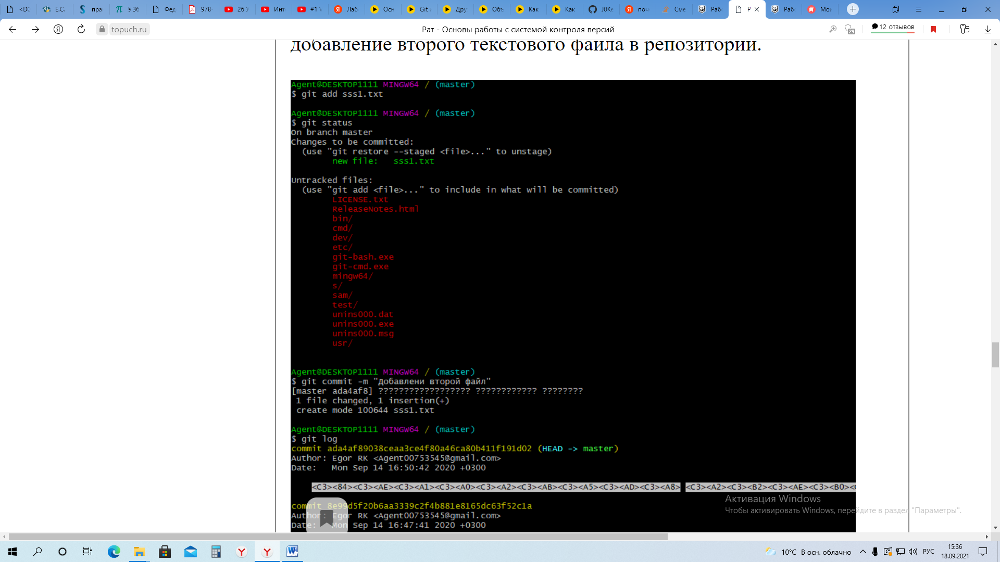 <DC
Е.С.
пра
§ 36
Фед
978-
26 У
Инт
#1 \
Лаб
Осн
Git и
Дру
Объ
Как
Как
J0Ke
поч
Сме
Раб
Р
Раб
Мои
topuch.ru
Рат - Основы работы с системой контроля версий
29
12 отзывов
добавление второго текстового файла в репозиторий.
Agent@DESKTOP1111 MINGW64 / (master)
$ git add sss1.txt
Agent@DESKTOP1111 MINGW64 / (master)
$ git status
On branch master
Changes to be committed:
(use "git restore --staged <file>..." to unstage)
new file:   sss1.txt
Untracked files:
(use "git add <file>..." to include in what will be committed)
LICENSE.txt
ReleaseNotes.html
bin/
cmd/
dev/
etc/
git-bash.exe
git-cmd.exe
mingw64/
s/
sam/
test/
unins000.dat
unins000.exe
unins000.msg
usr/
Agent@DESKTOP1111 MINGW64 / (master)
$ git commit -m "Добавлени второй файл"
[master ada4af8] ?????????????????? ???????????? ????????
1 file changed, 1 insertion(+)
create mode 100644 sss1.txt
Agent@DESKTOP1111 MINGW64 / (master)
$ git log
commit ada4af89038ceaa3ce4f80a46ca80b411f191d02 (HEAD -> master)
Author: Egor RK <Agent00753545@gmail.com>
Date:   Mon Sep 14 16:50:42 2020 +0300
<C3><84><C3><AE><C3><A1><C3><A0><C3><A2><C3><AB><C3><A5><C3><AD><C3><A8> <C3><A2><C3><B2><C3><AE><C3><B0><
commit 8e99d5f20b6aa3339c2f4b881e8165dc63f52c1a
Author: Egor RK <Agent00753545@gmail.com>
Date:   Mon Sep 14 16:47:41 2020 +0300
Активация Windows
Чтобы активировать Windows, перейдите в раздел "Параметры".
10°C В осн. облачно
РУС
15:36
18.09.2021